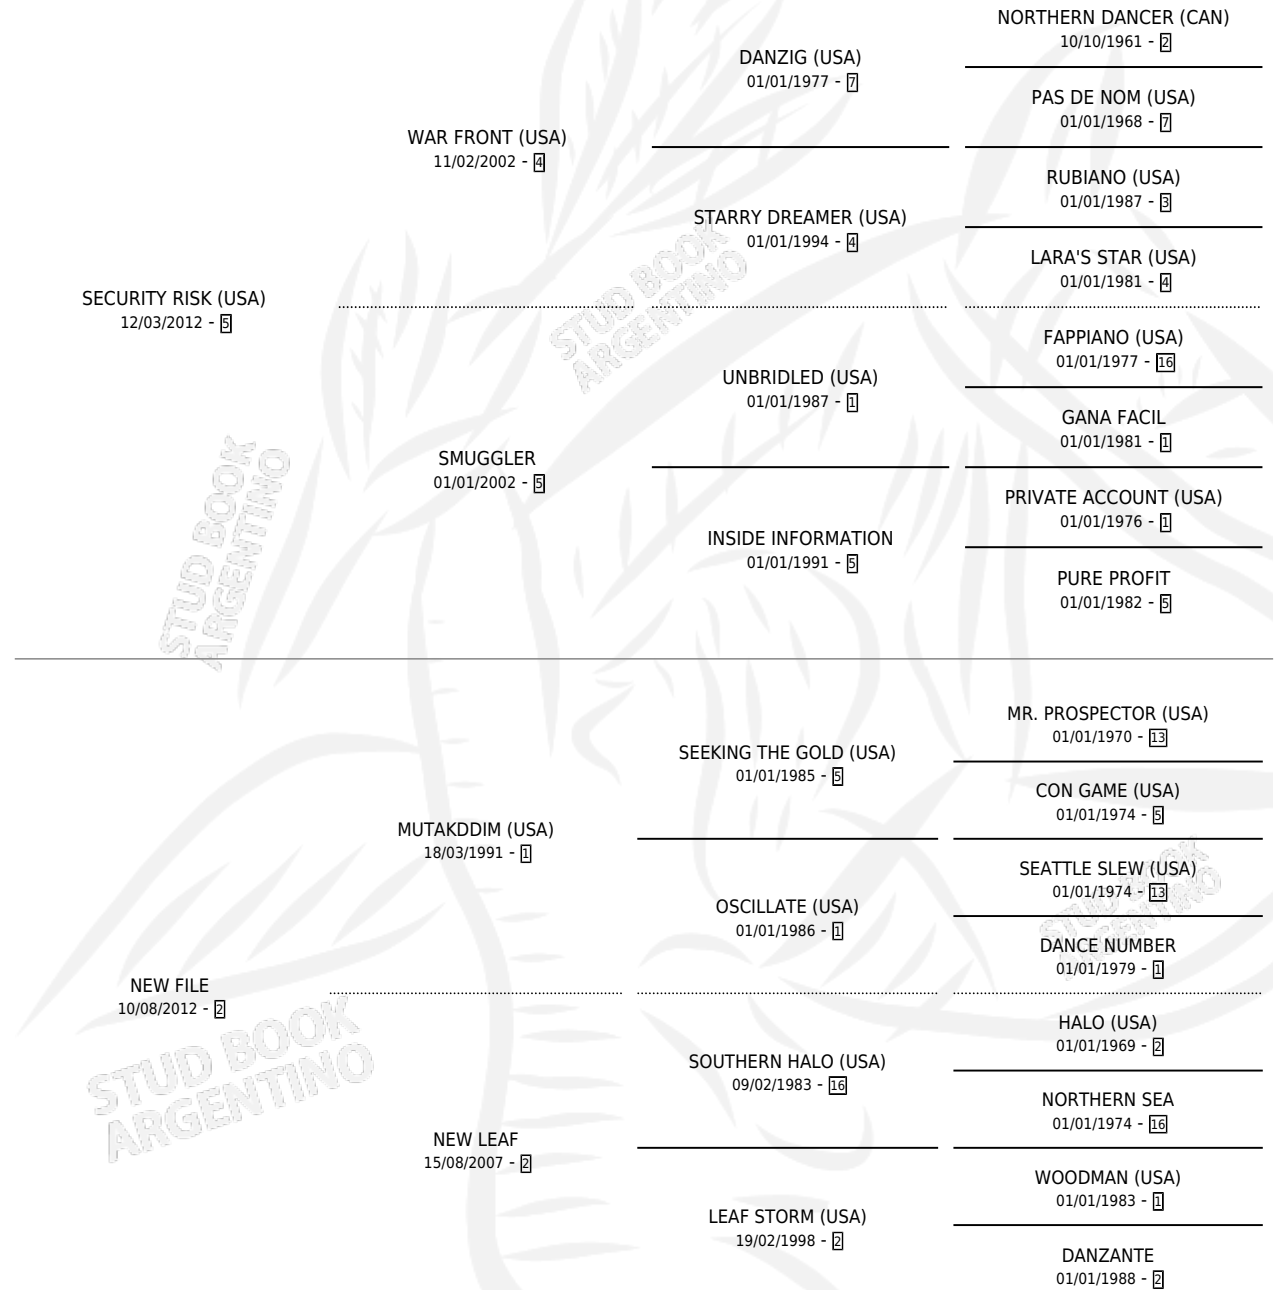 NORTHERN DANCER (CAN)
10/10/1961 - 2
DANZIG (USA)
01/01/1977 - 7
PAS DE NOM (USA)
01/01/1968 - 7
WAR FRONT (USA)
11/02/2002 - 4
RUBIANO (USA)
01/01/1987 - 3
STARRY DREAMER (USA)
01/01/1994 - 4
LARA'S STAR (USA)
01/01/1981 - 4
SECURITY RISK (USA)
12/03/2012 - 5
FAPPIANO (USA)
01/01/1977 - 16
UNBRIDLED (USA)
01/01/1987 - 1
GANA FACIL
01/01/1981 - 1
SMUGGLER
01/01/2002 - 5
PRIVATE ACCOUNT (USA)
01/01/1976 - 1
INSIDE INFORMATION
01/01/1991 - 5
PURE PROFIT
01/01/1982 - 5
MR. PROSPECTOR (USA)
01/01/1970 - 13
SEEKING THE GOLD (USA)
01/01/1985 - 5
CON GAME (USA)
01/01/1974 - 5
MUTAKDDIM (USA)
18/03/1991 - 1
SEATTLE SLEW (USA)
01/01/1974 - 13
OSCILLATE (USA)
01/01/1986 - 1
DANCE NUMBER
01/01/1979 - 1
NEW FILE
10/08/2012 - 2
HALO (USA)
01/01/1969 - 2
SOUTHERN HALO (USA)
09/02/1983 - 16
NORTHERN SEA
01/01/1974 - 16
NEW LEAF
15/08/2007 - 2
WOODMAN (USA)
01/01/1983 - 1
LEAF STORM (USA)
19/02/1998 - 2
DANZANTE
01/01/1988 - 2
STUD BOOK
ARGENTINO
STUD BOOK
ARGENTINO
STUD BOOK
ARGENTINO
STUD BOOK
ARGENTINO